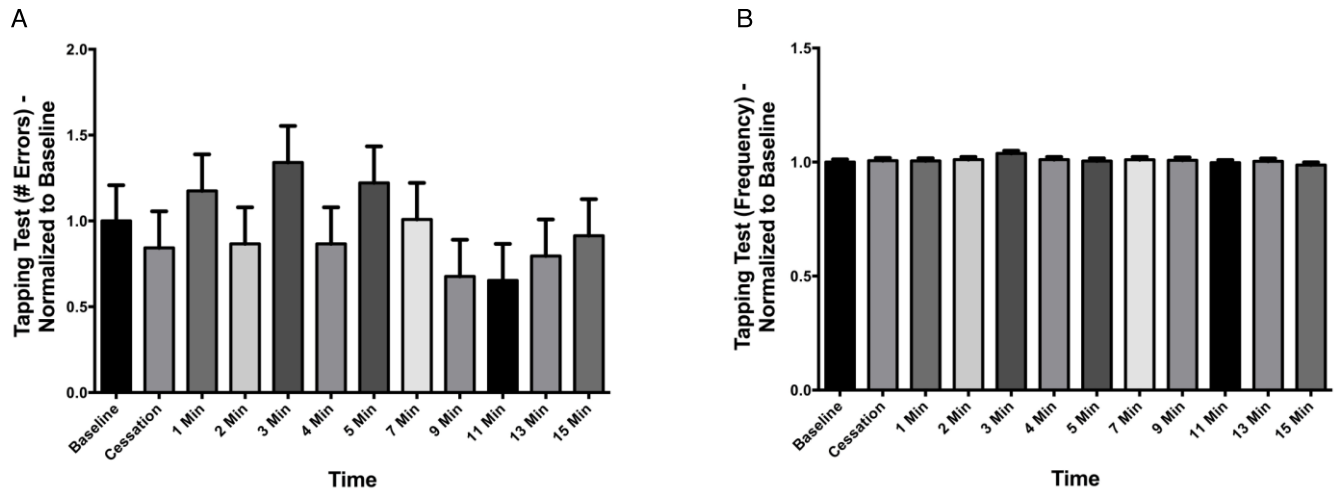 A
Tapping Test (# Errors) -
Normalized to Baseline
2.0
1.5
1.0
0.5
0.0
Baseline
Cessation
1 Min
2 Min
3 Min
4 Min
5 Min
7 Min
9 Min
11 Min
13 Min
15 Min
Time
B
Tapping Test (Frequency) -
Normalized to Baseline
1.5
1.0
0.5
0.0
Baseline
Cessation
1 Min
2 Min
3 Min
4 Min
5 Min
7 Min
9 Min
11 Min
13 Min
15 Min
Time